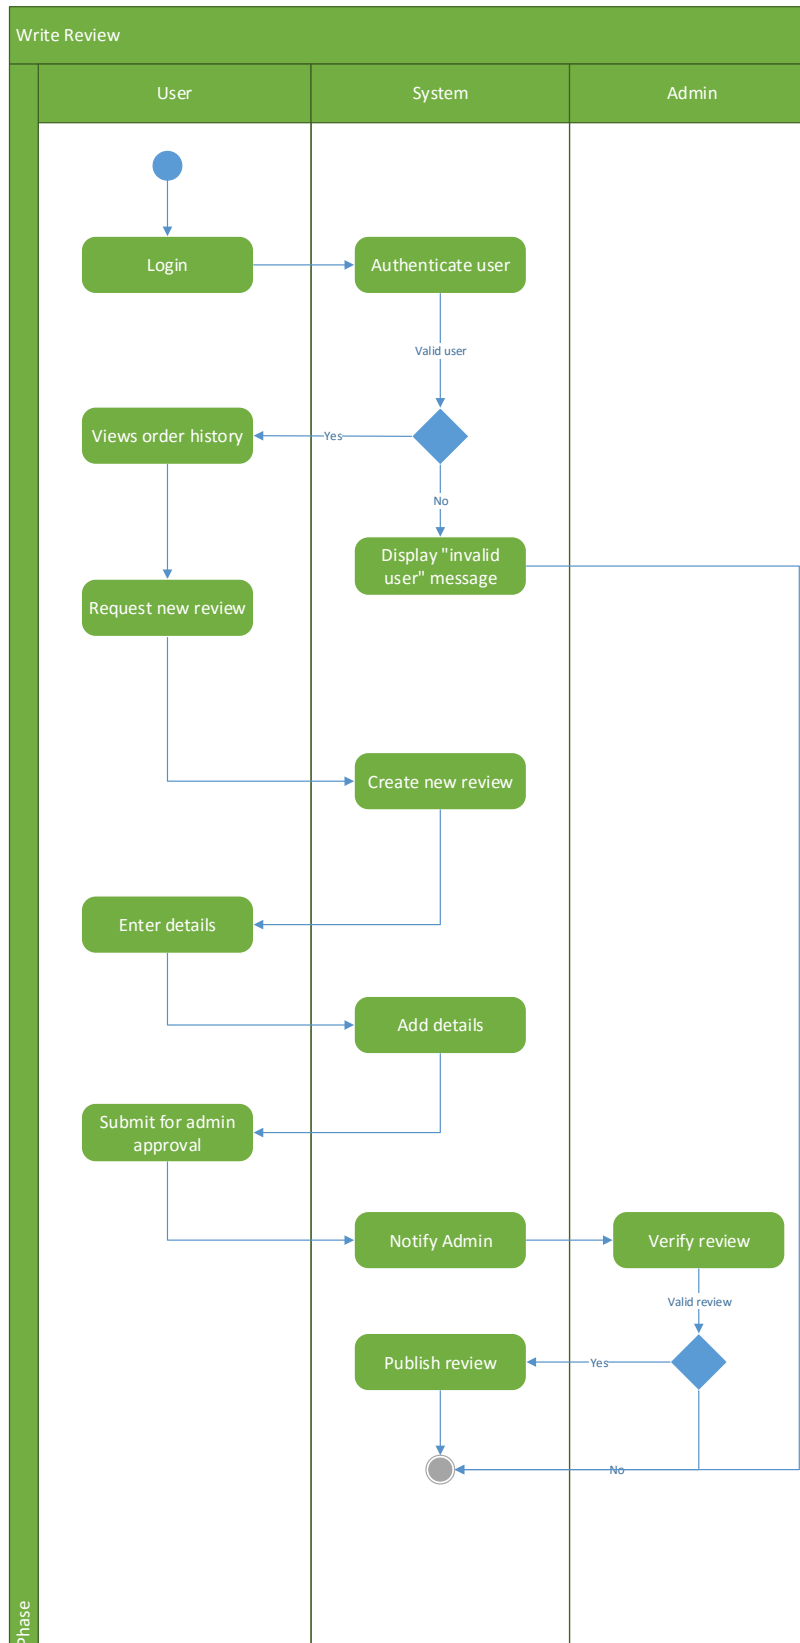 Write Review
User
System
Admin
Login
Authenticate user
Valid user
Views order history
Yes
No
Display "invalid
user" message
Request new review
Create new review
Enter details
Add details
Submit for admin
approval
Notify Admin
Verify review
Valid review
Publish review
Yes
No
Phase